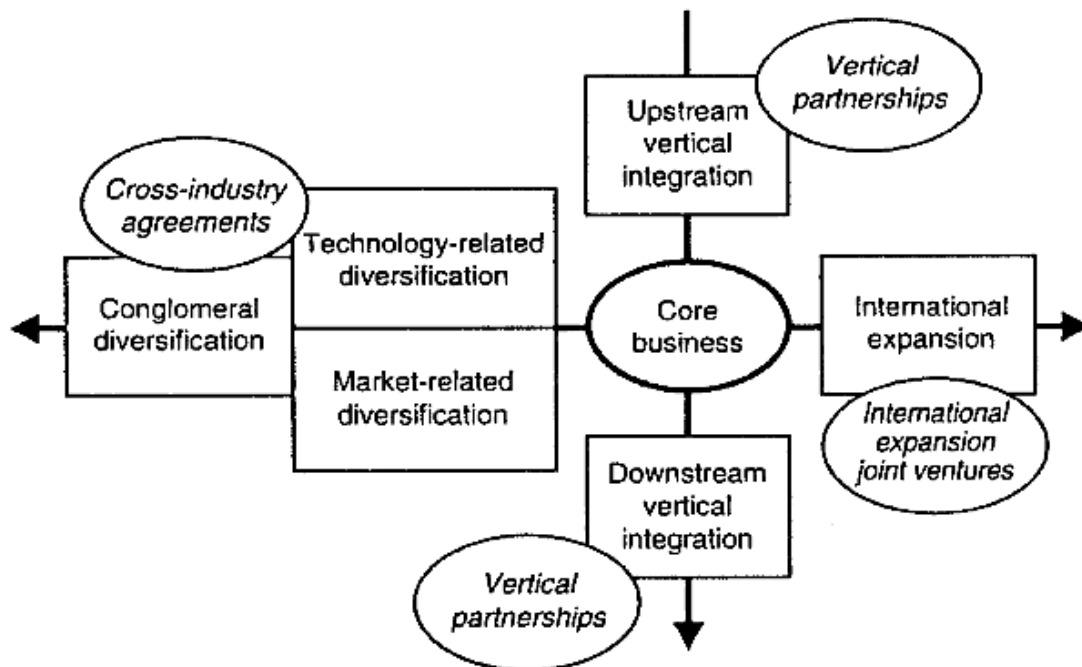 Vertical
partnerships
Upstream
vertical
integration
Cross-industry
agreements
Technology-related
diversification
Conglomeral
diversification
Core
business
International
expansion
Market-related
diversification
International
expansion
joint ventures
Downstream
vertical
integration
Vertical
partnerships